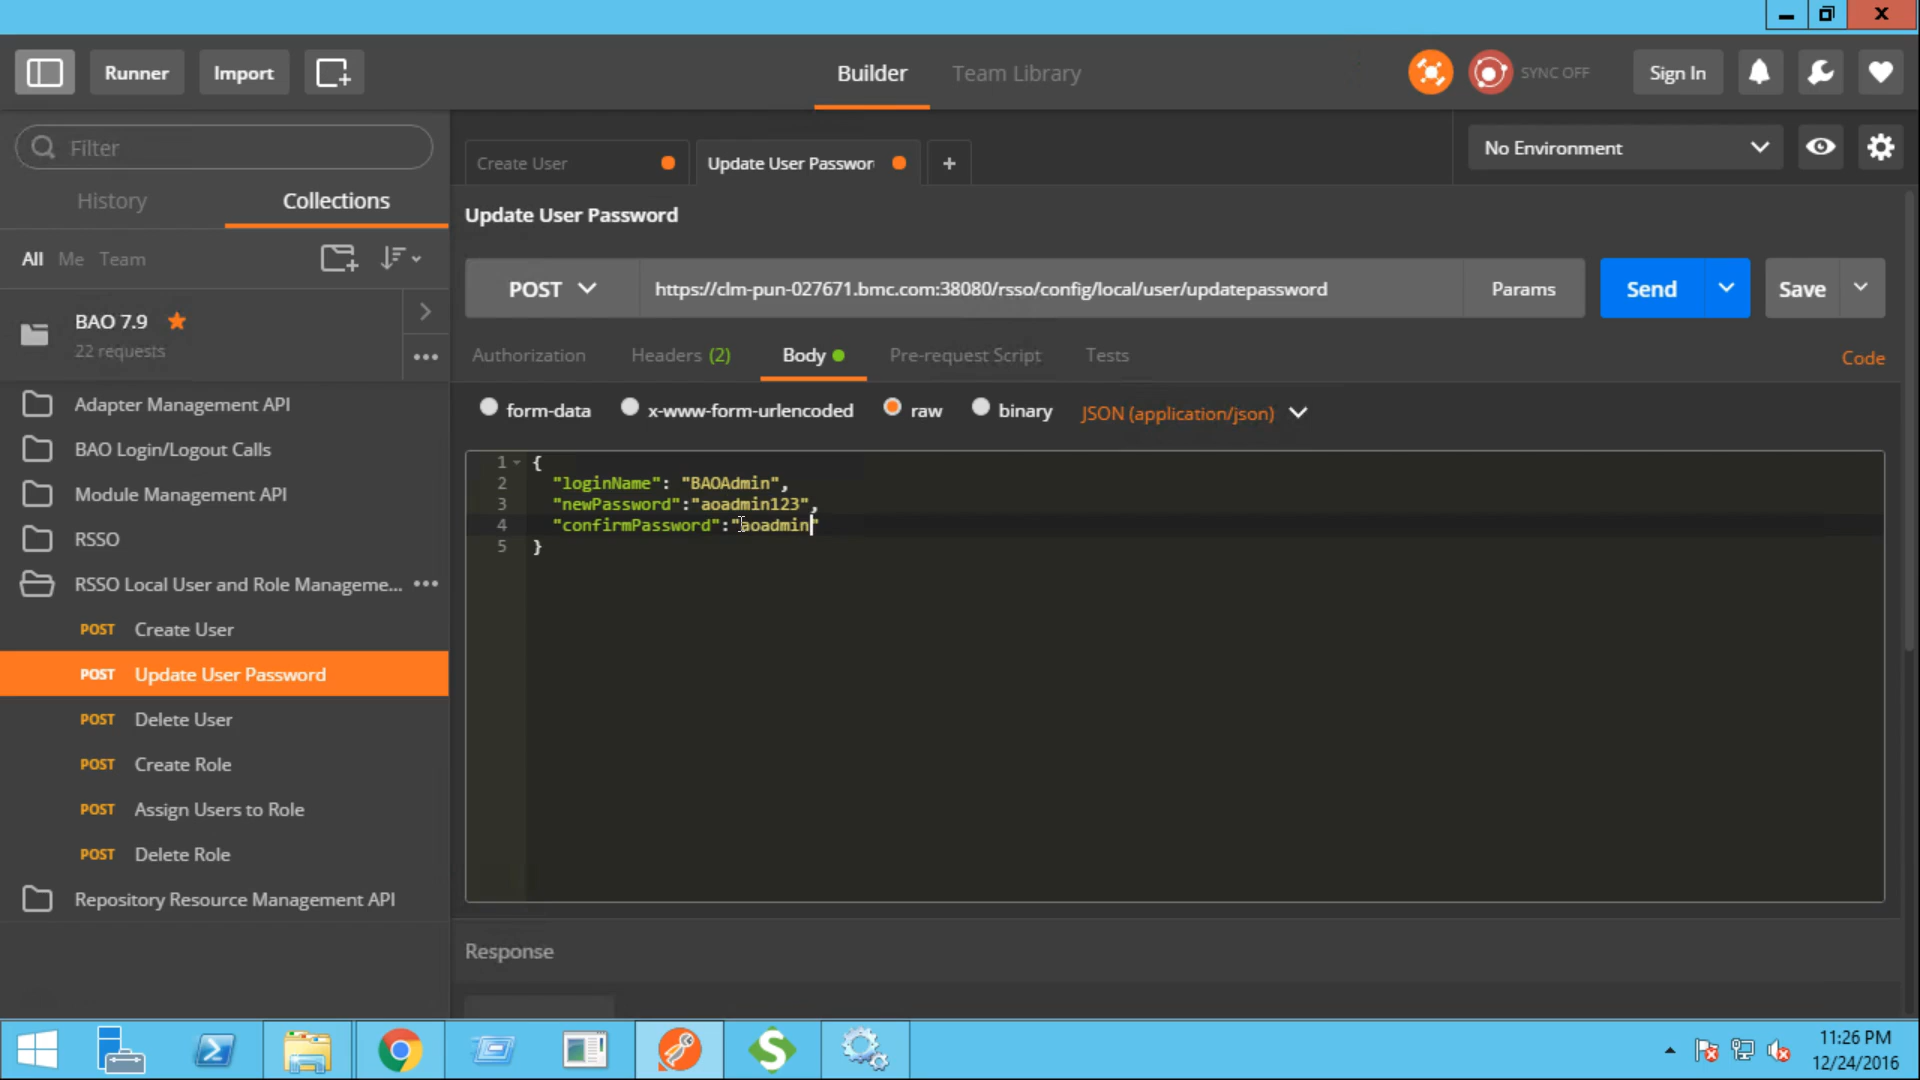 Runner
Import
Builder
Team Library
SYNC OFF
Sign In
Filter
History
Collections
All
Me
Team
BAO 7.9
22 requests
Adapter Management API
BAO Login/Logout Calls
Module Management API
RSSO
RSSO Local User and Role Manageme...
POST Create User
POST Update User Password
POST Delete User
POST Create Role
POST Assign Users to Role
POST Delete Role
Repository Resource Management API
Create User
Update User Passwor
No Environment
Update User Password
POST
https://clm-pun-027671.bmc.com:38080/rsso/config/local/user/updatepassword
Params
Send
Save
Authorization
Headers (2)
Body
Pre-request Script
Tests
Code
form-data
x-www-form-urlencoded
raw
binary
JSON (application/json)
1 {
2 "loginName": "BAOAdmin",
3 "newPassword":"aoadmin123",
4 "confirmPassword":"aoadmin"
5 }
Response
S
11:26 PM
12/24/2016